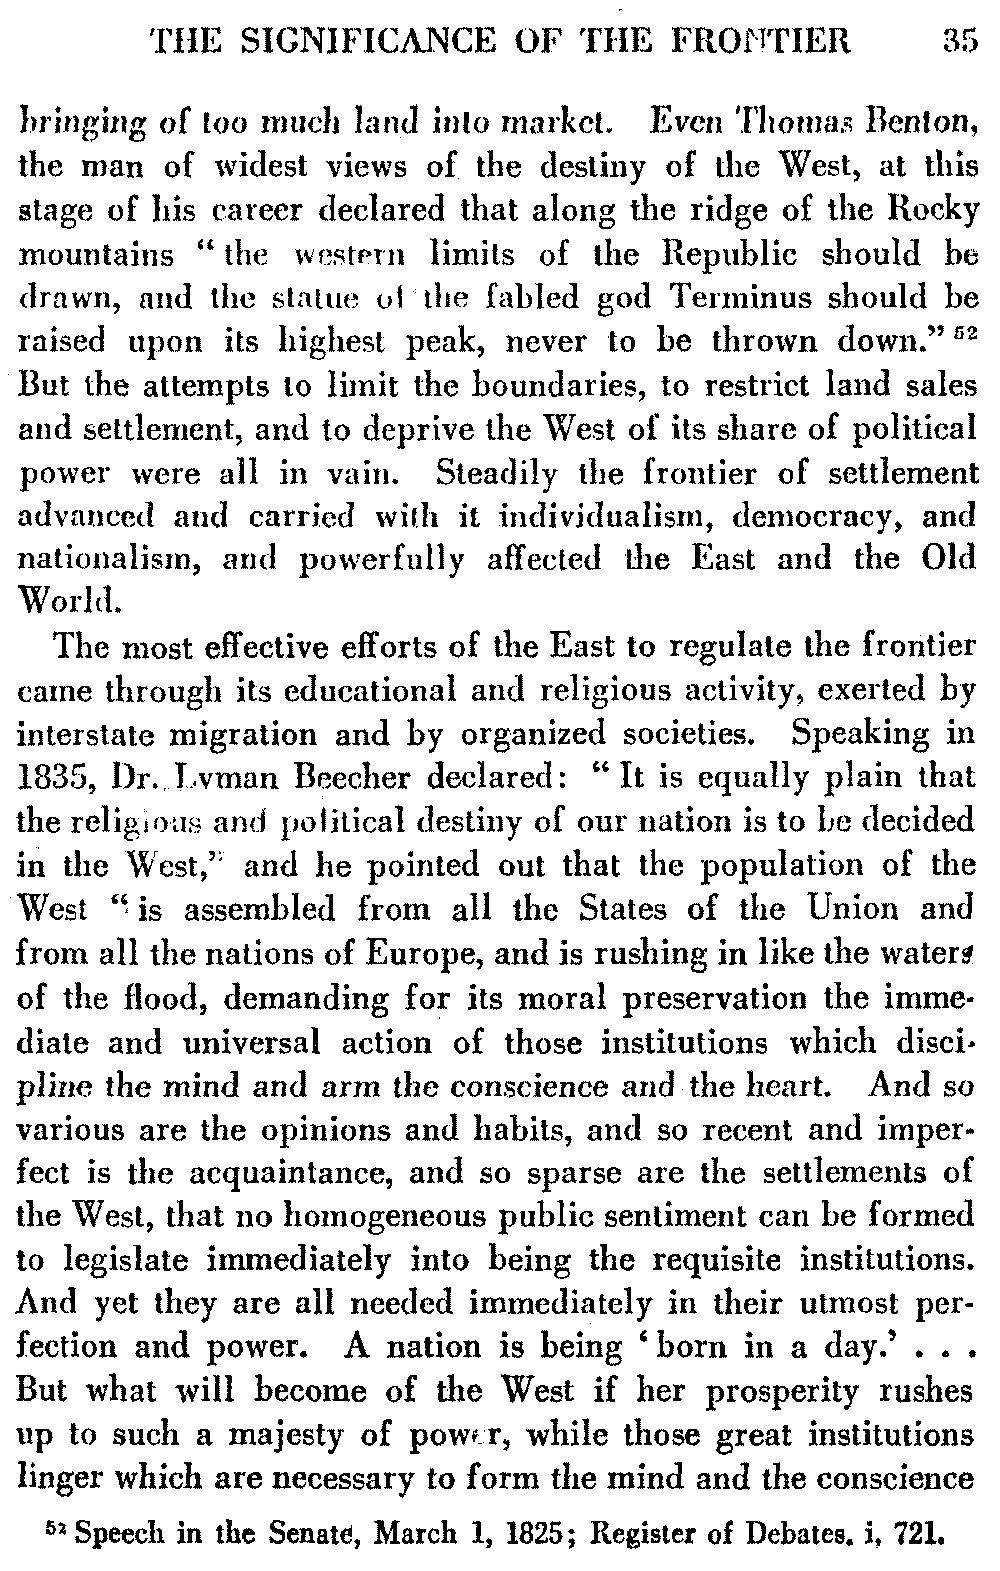 THE SIGNIFICANCE OF THE FRONTIER 35
bringing of too much land into market. Even Thomas Benton,
the man of widest views of the destiny of the West, at this
stage of his career declared that along the ridge of the Rocky
mountains “ the western limits of the Republic should be
drawn, and the statue of the fabled god Terminus should be
raised upon its highest peak, never to be thrown down.” 52
But the attempts to limit the boundaries, to restrict land sales
and settlement, and to deprive the West of its share of political
power were all in vain. Steadily the frontier of settlement
advanced and carried with it individualism, democracy, and
nationalism, and powerfully affected the East and the Old
World.
The most effective efforts of the East to regulate the frontier
came through its educational and religious activity, exerted by
interstate migration and by organized societies. Speaking in
1835, Dr. Lyman Beecher declared: “ It is equally plain that
the religious and political destiny of our nation is to be decided
in the West,” and he pointed out that the population of the
West “ is assembled from all the States of the Union and
from all the nations of Europe, and is rushing in like the waters
of the flood, demanding for its moral preservation the imme-
diate and universal action of those institutions which disci-
pline the mind and arm the conscience and the heart. And so
various are the opinions and habits, and so recent and imper-
fect is the acquaintance, and so sparse are the settlements of
the West, that no homogeneous public sentiment can be formed
to legislate immediately into being the requisite institutions.
And yet they are all needed immediately in their utmost per-
fection and power. A nation is being ‘ born in a day.’ . . .
But what will become of the West if her prosperity rushes
up to such a majesty of power, while those great institutions
linger which are necessary to form the mind and the conscience
52 Speech in the Senate, March 1, 1825; Register of Debates. i, 721.